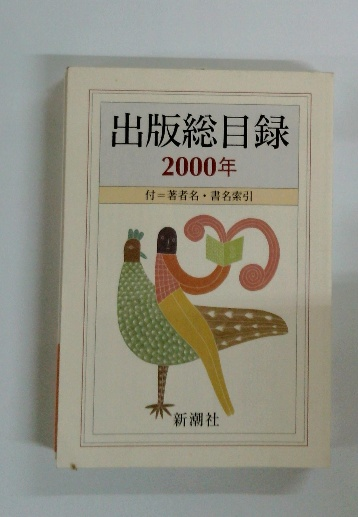 出版総目録
2000年
付=著者名・書名索引
新潮社